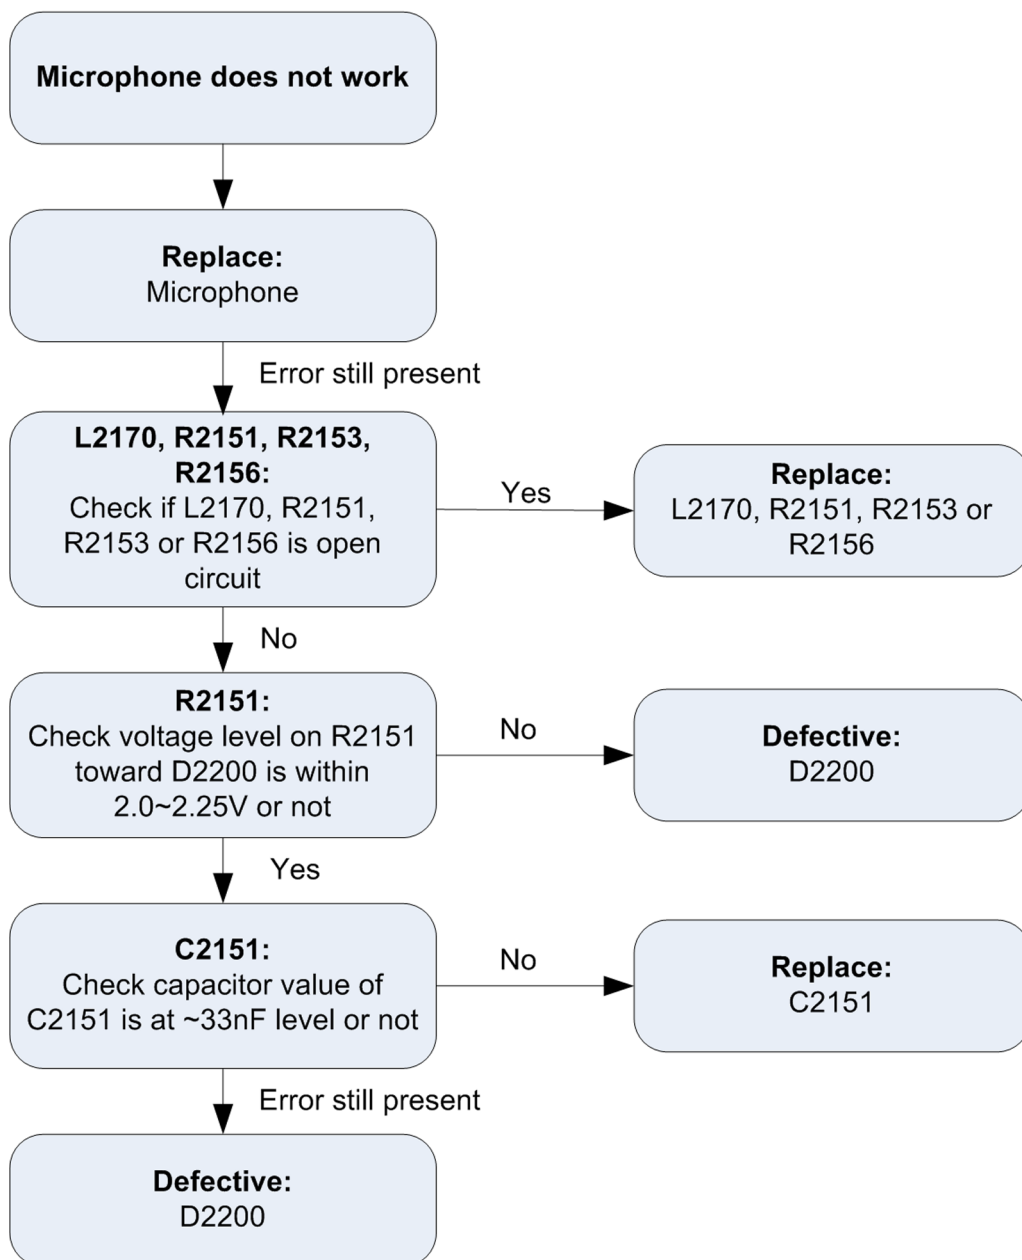 Microphone does not work
Replace:
Microphone
Error still present
L2170, R2151, R2153,
R2156:
Check if L2170, R2151,
R2153 or R2156 is open
circuit
Yes
Replace:
L2170, R2151, R2153 or
R2156
No
R2151:
Check voltage level on R2151
toward D2200 is within
2.0~2.25V or not
No
Defective:
D2200
Yes
C2151:
Check capacitor value of
C2151 is at ~33nF level or not
No
Replace:
C2151
Error still present
Defective:
D2200